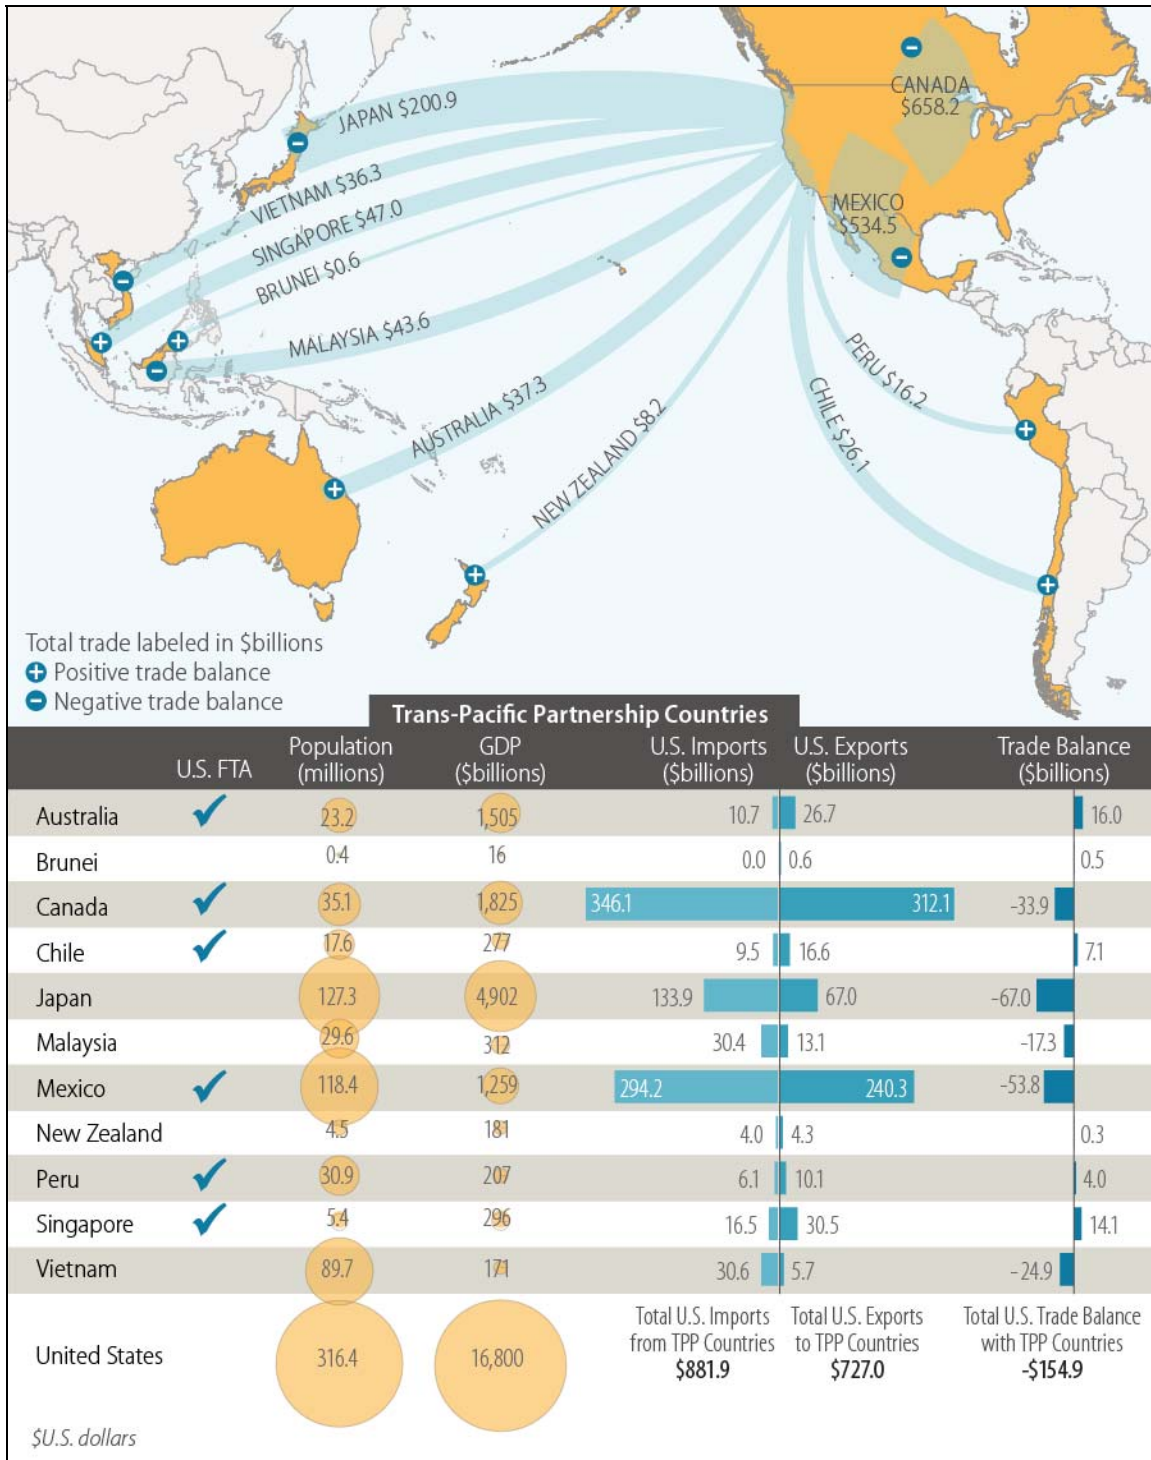 CANADA
$658.2
JAPAN $200.9
VIETNAM $36.3
SINGAPORE $47.0
BRUNEI $0.6
MEXICO
$534.5
MALAYSIA $43.6
AUSTRALIA $37.3
NEW ZEALAND $8.2
PERU $16.2
CHILE $26.1
Total trade labeled in $billions
+ Positive trade balance
- Negative trade balance
Trans-Pacific Partnership Countries
U.S. FTA Population (millions) GDP ($billions) U.S. Imports ($billions) U.S. Exports ($billions) Trade Balance ($billions)
Australia ✓ 23.2 1,505 10.7 26.7 16.0
Brunei 0.4 16 0.0 0.6 0.5
Canada ✓ 35.1 1,825 346.1 312.1 -33.9
Chile ✓ 17.6 277 9.5 16.6 7.1
Japan 127.3 4,902 133.9 67.0 -67.0
Malaysia 29.6 312 30.4 13.1 -17.3
Mexico ✓ 118.4 1,259 294.2 240.3 -53.8
New Zealand 4.5 181 4.0 4.3 0.3
Peru ✓ 30.9 207 6.1 10.1 4.0
Singapore ✓ 5.4 296 16.5 30.5 14.1
Vietnam 89.7 171 30.6 5.7 -24.9
United States 316.4 16,800
Total U.S. Imports
from TPP Countries
$881.9
Total U.S. Exports
to TPP Countries
$727.0
Total U.S. Trade Balance
with TPP Countries
-$154.9
$U.S. dollars